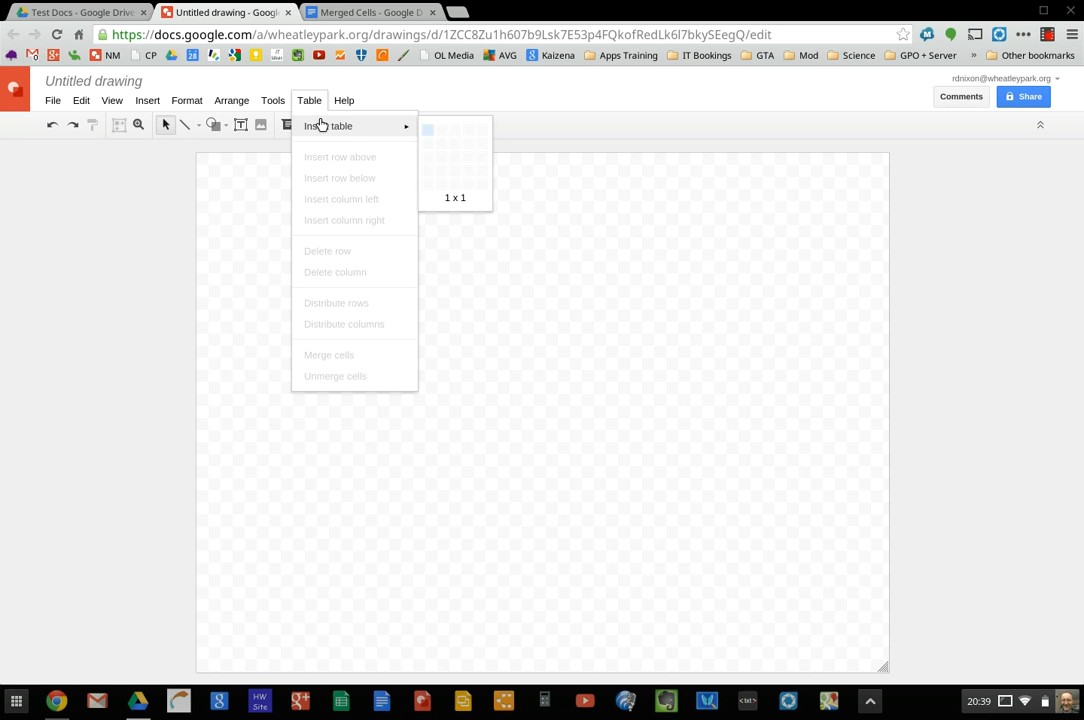 Test Docs - Google Drive
Untitled drawing - Googl
Merged Cells - Google D
https://docs.google.com/a/wheatleypark.org/drawings/d/1ZCC8Zu1h607b9Lsk7E53p4FQkofRedLk6l7bkySEegQ/edit
NM
CP
28
OL Media
AVG
Kaizena
Apps Training
IT Bookings
GTA
Mod
Science
GPO + Server
»
Other bookmarks
Untitled drawing
rdnixon@wheatleypark.org
File Edit View Insert Format Arrange Tools Table Help
Comments
Share
Insert table
Insert row above
Insert row below
Insert column left
Insert column right
Delete row
Delete column
Distribute rows
Distribute columns
Merge cells
Unmerge cells
1 x 1
HW
Site
<txt>
20:39